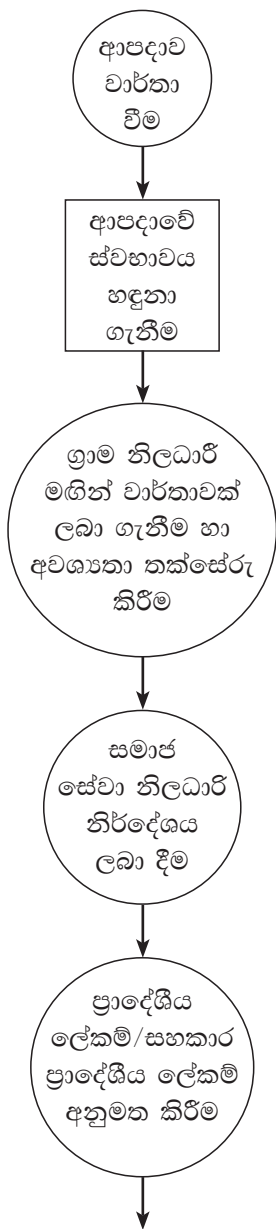 ආපදාව
වාර්තා
වීම
ආපදාවේ
ස්වභාවය
හඳුනා
ගැනීම
ග්‍රාම නිලධාරී
මඟින් වාර්තාවක්
ලබා ගැනීම හා
අවශ්‍යතා තක්සේරු
කිරීම
සමාජ
සේවා නිලධාරි
නිර්දේශය
ලබා දීම
ප්‍රාදේශීය
ලේකම්/සහකාර
ප්‍රාදේශීය ලේකම්
අනුමත කිරීම